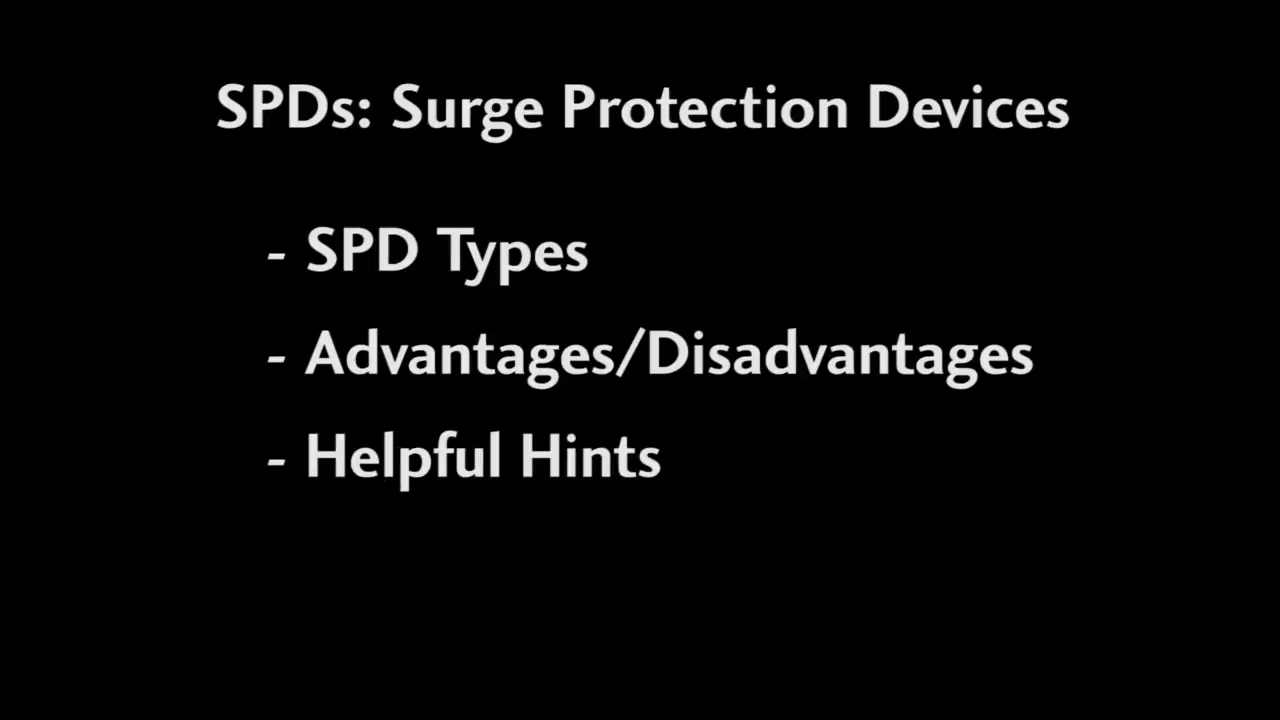 SPDs: Surge Protection Devices
- SPD Types
- Advantages/Disadvantages
- Helpful Hints